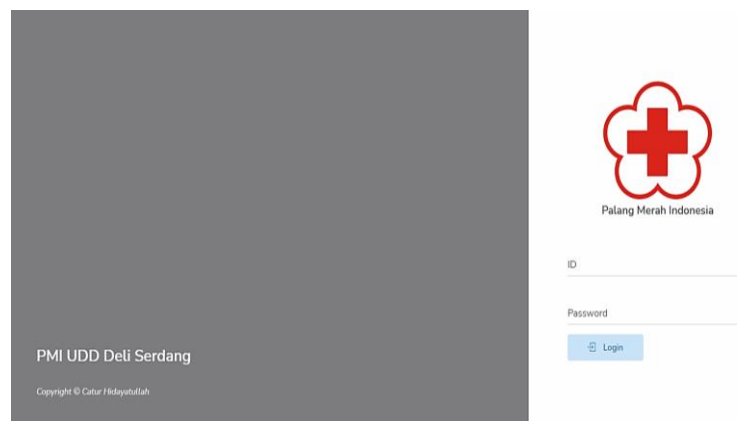 PMI UDD Deli Serdang
Copyright © Catur Hidayatullah
Palang Merah Indonesia
ID
Password
Login